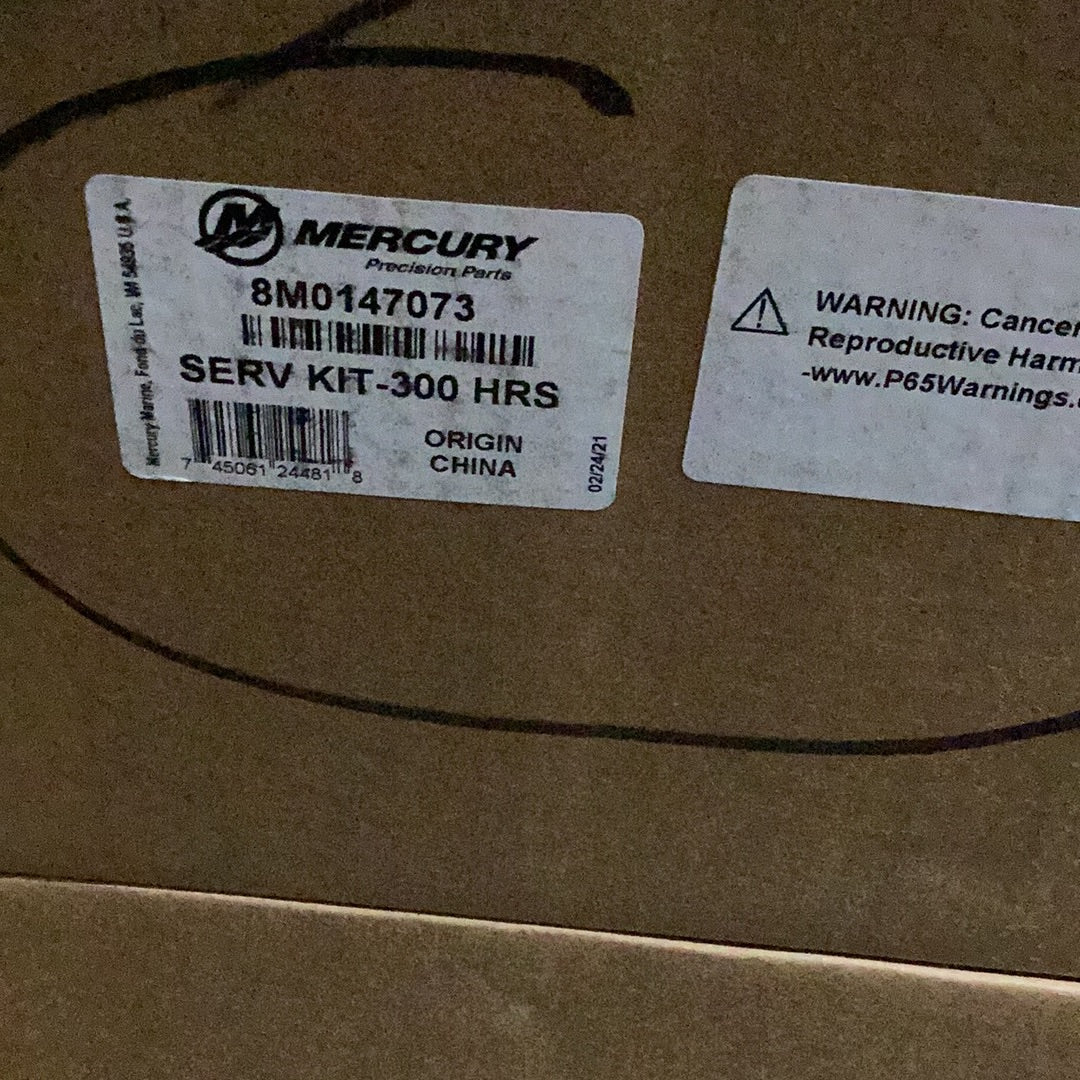 MERCURY
Precision Parts
8M0147073
SERV KIT-300 HRS
7 45061 24481 8
ORIGIN
CHINA
02/24/21
Mercury Marine, Fond du Lac, WI 54935 U.S.A.
WARNING: Cancer
Reproductive Harm
-www.P65Warnings.